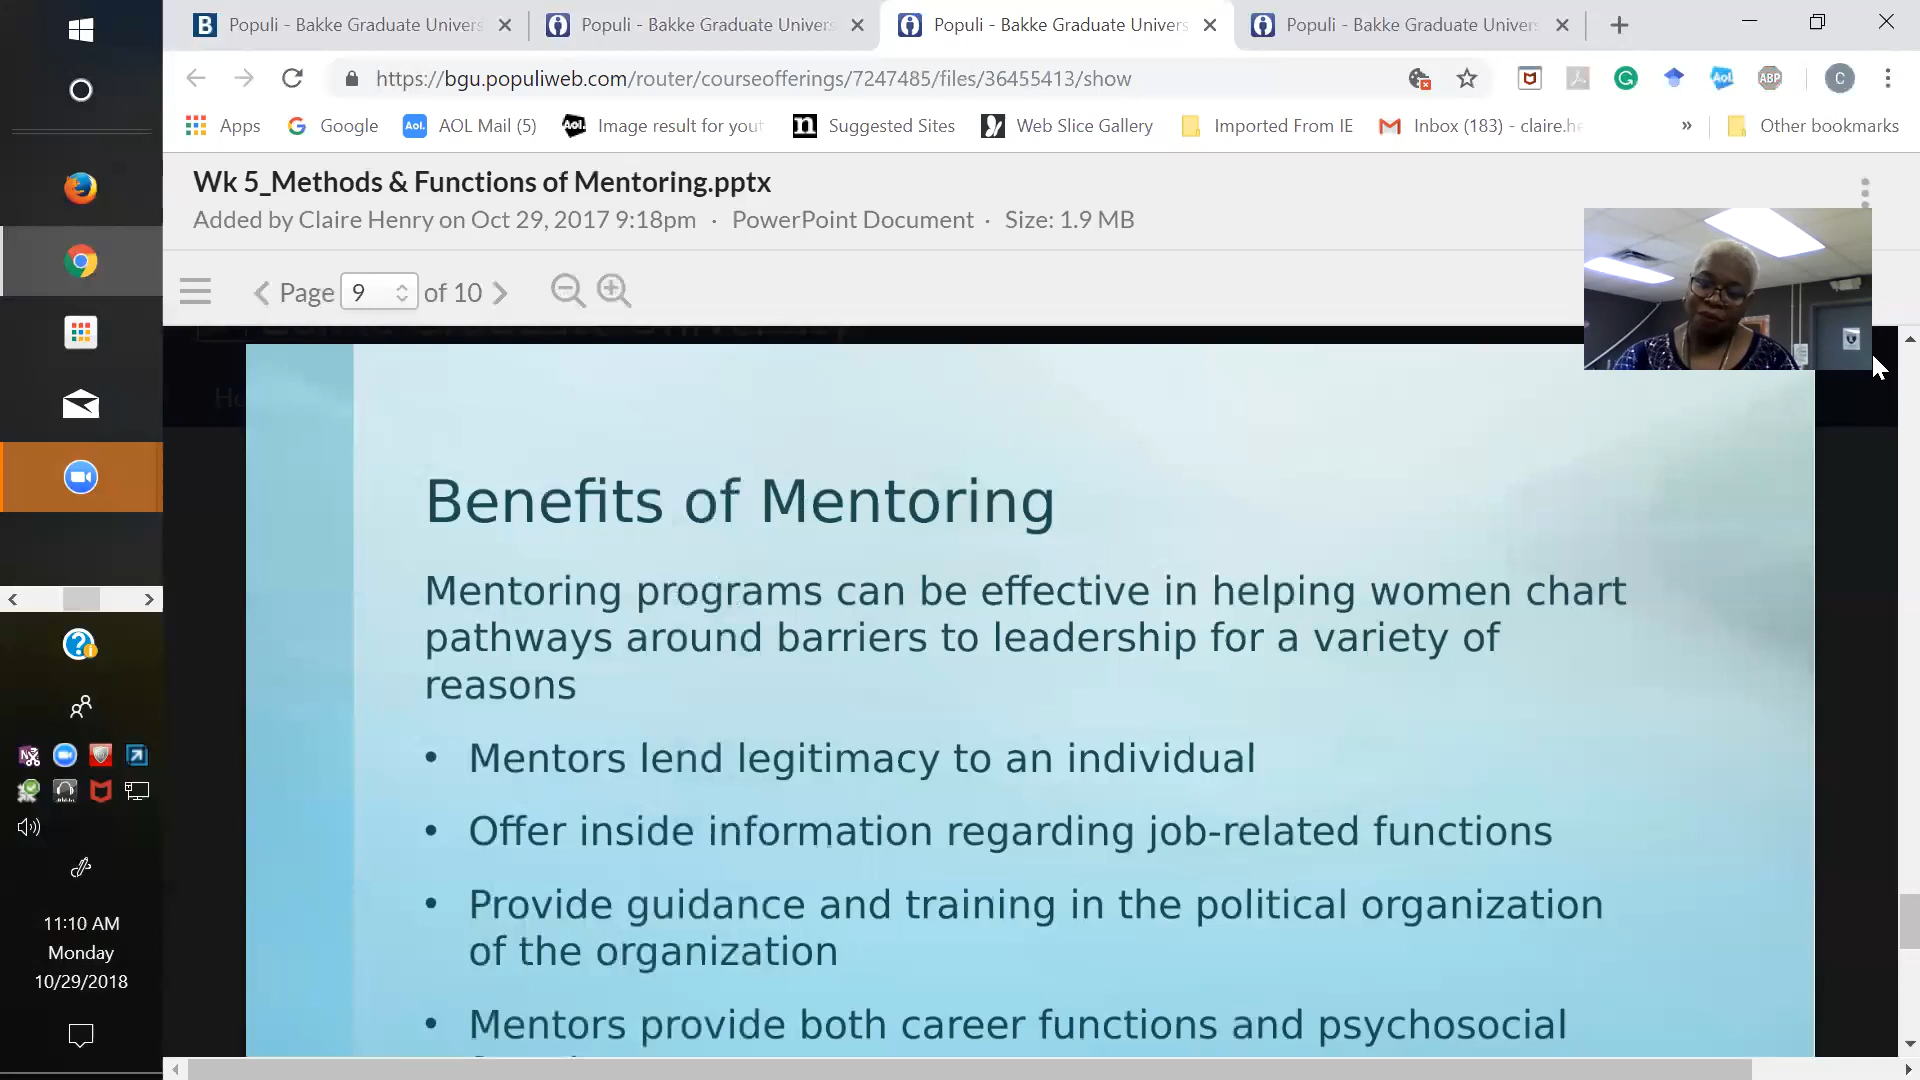 Populi - Bakke Graduate Univers
Populi - Bakke Graduate Univers
Populi - Bakke Graduate Univers
Populi - Bakke Graduate Univers
https://bgu.populiweb.com/router/courseofferings/7247485/files/36455413/show
Apps
Google
AOL Mail (5)
Image result for yout
Suggested Sites
Web Slice Gallery
Imported From IE
Inbox (183) - claire.he
»
Other bookmarks
Wk 5_Methods & Functions of Mentoring.pptx
Added by Claire Henry on Oct 29, 2017 9:18pm · PowerPoint Document · Size: 1.9 MB
Page 9 of 10
Benefits of Mentoring
Mentoring programs can be effective in helping women chart
pathways around barriers to leadership for a variety of
reasons
• Mentors lend legitimacy to an individual
• Offer inside information regarding job-related functions
• Provide guidance and training in the political organization
of the organization
• Mentors provide both career functions and psychosocial
11:10 AM
Monday
10/29/2018